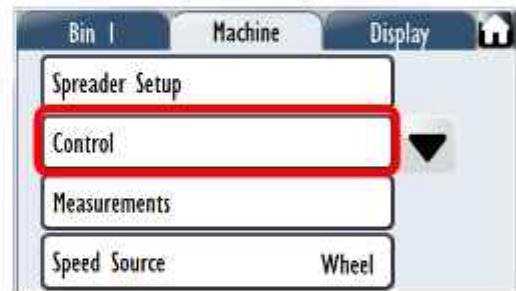 Bin 1 Machine Display
Spreader Setup
Control
Measurements
Speed Source Wheel